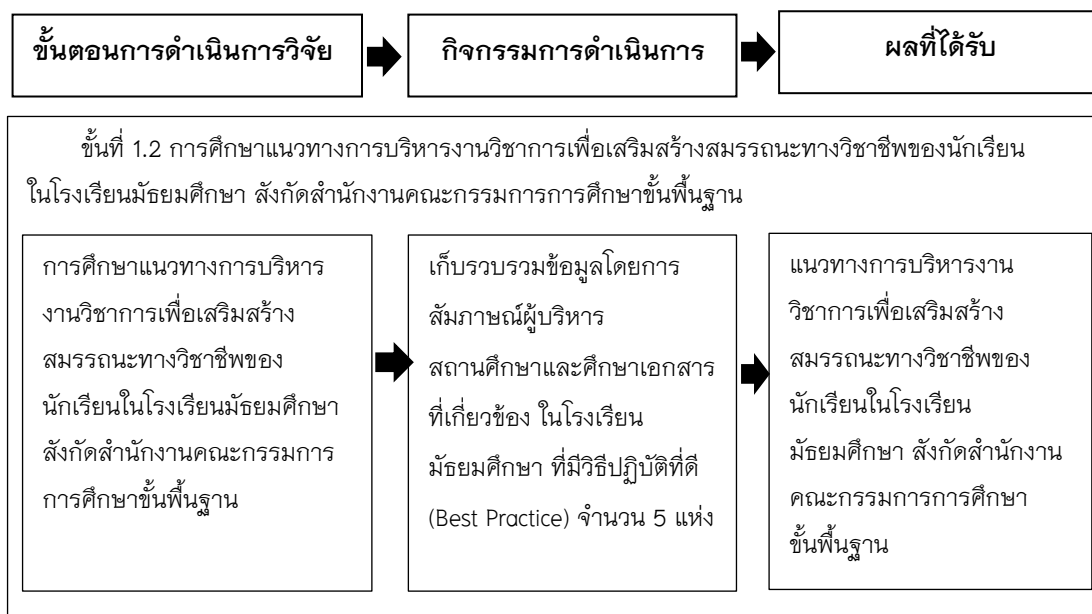 ขั้นตอนการดำเนินการวิจัย
กิจกรรมการดำเนินการ
ผลที่ได้รับ
ขั้นที่ 1.2 การศึกษาแนวทางการบริหารงานวิชาการเพื่อเสริมสร้างสมรรถนะทางวิชาชีพของนักเรียน
ในโรงเรียนมัธยมศึกษา สังกัดสำนักงานคณะกรรมการการศึกษาขั้นพื้นฐาน
การศึกษาแนวทางการบริหาร
งานวิชาการเพื่อเสริมสร้าง
สมรรถนะทางวิชาชีพของ
นักเรียนในโรงเรียนมัธยมศึกษา
สังกัดสำนักงานคณะกรรมการ
การศึกษาขั้นพื้นฐาน
เก็บรวบรวมข้อมูลโดยการ
สัมภาษณ์ผู้บริหาร
สถานศึกษาและศึกษาเอกสาร
ที่เกี่ยวข้อง ในโรงเรียน
มัธยมศึกษา ที่มีวิธีปฏิบัติที่ดี
(Best Practice) จำนวน 5 แห่ง
แนวทางการบริหารงาน
วิชาการเพื่อเสริมสร้าง
สมรรถนะทางวิชาชีพของ
นักเรียนในโรงเรียน
มัธยมศึกษา สังกัดสำนักงาน
คณะกรรมการการศึกษา
ขั้นพื้นฐาน